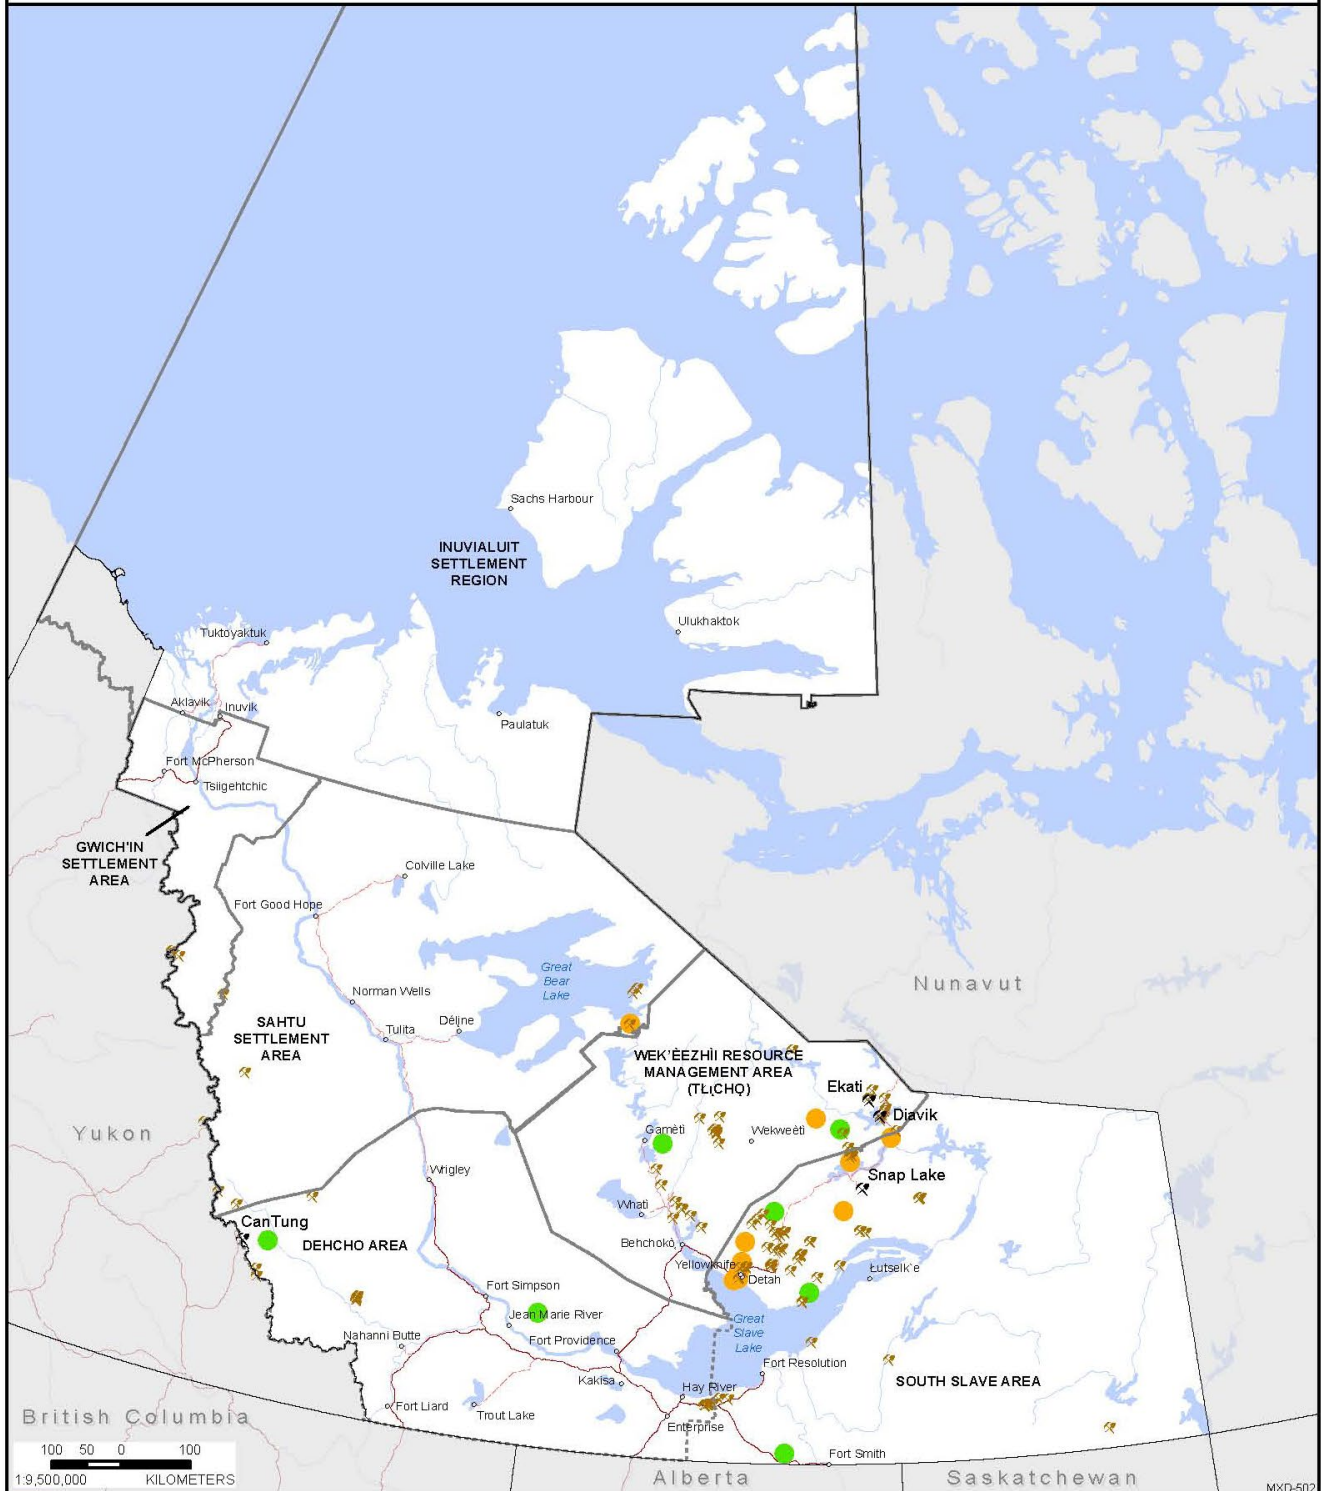 Sachs Harbour
INUVIALUIT
SETTLEMENT
REGION
Ulukhaktok
Tuktoyaktuk
Aklavik
Inuvik
Paulatuk
Fort McPherson
Tsiigehtchic
GWICH'IN
SETTLEMENT
AREA
Colville Lake
Fort Good Hope
Great
Bear
Lake
Nunavut
Norman Wells
SAHTU
SETTLEMENT
AREA
Tulita
Déljne
WEK'ÈEZHÌI RESOURCE
MANAGEMENT AREA
(TŁĮCHǪ)
Ekati
Diavik
Yukon
Gamètì
Wekweètì
Wrigley
Snap Lake
Whatì
CanTung
DEHCHO AREA
Behchokò
Yellowknife
Detah
Łutselk'e
Fort Simpson
Jean Marie River
Great
Slave
Lake
Nahanni Butte
Fort Providence
Fort Resolution
Kakisa
Hay River
SOUTH SLAVE AREA
Fort Liard
Trout Lake
Enterprise
British Columbia
Fort Smith
100 50 0 100
1:9,500,000 KILOMETERS
Alberta
Saskatchewan
MXD-502